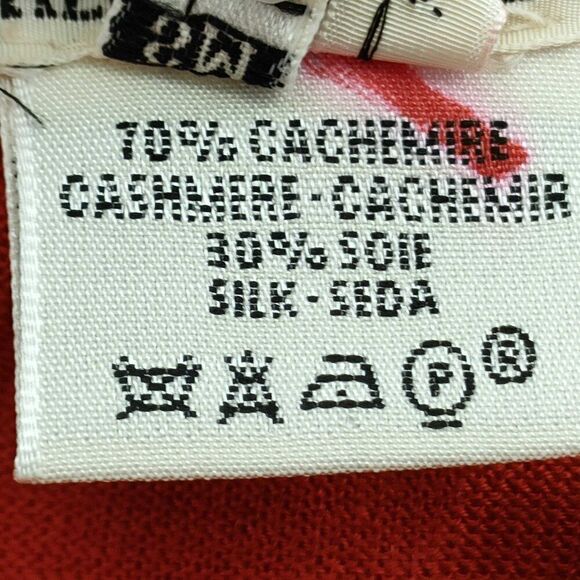 70% CACHEMIRE
CASHMERE-CACHEMIR
30% SOIE
SILK-SEDA
P ®